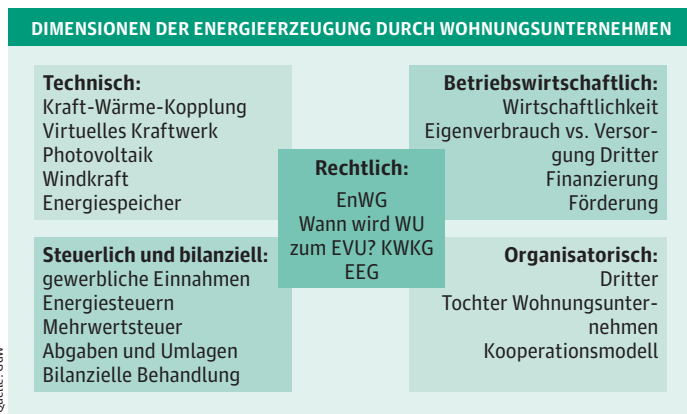 DIMENSIONEN DER ENERGIEERZEUGUNG DURCH WOHNUNGSUNTERNEHMEN
Technisch:
Kraft-Wärme-Kopplung
Virtuelles Kraftwerk
Photovoltaik
Windkraft
Energiespeicher
Betriebswirtschaftlich:
Wirtschaftlichkeit
Eigenverbrauch vs. Versor-
gung Dritter
Finanzierung
Förderung
Rechtlich:
EnWG
Wann wird WU
zum EVU? KWKG
EEG
Steuerlich und bilanziell:
gewerbliche Einnahmen
Energiesteuern
Mehrwertsteuer
Abgaben und Umlagen
Bilanzielle Behandlung
Organisatorisch:
Dritter
Tochter Wohnungsunter-
nehmen
Kooperationsmodell
Quelle: GdW